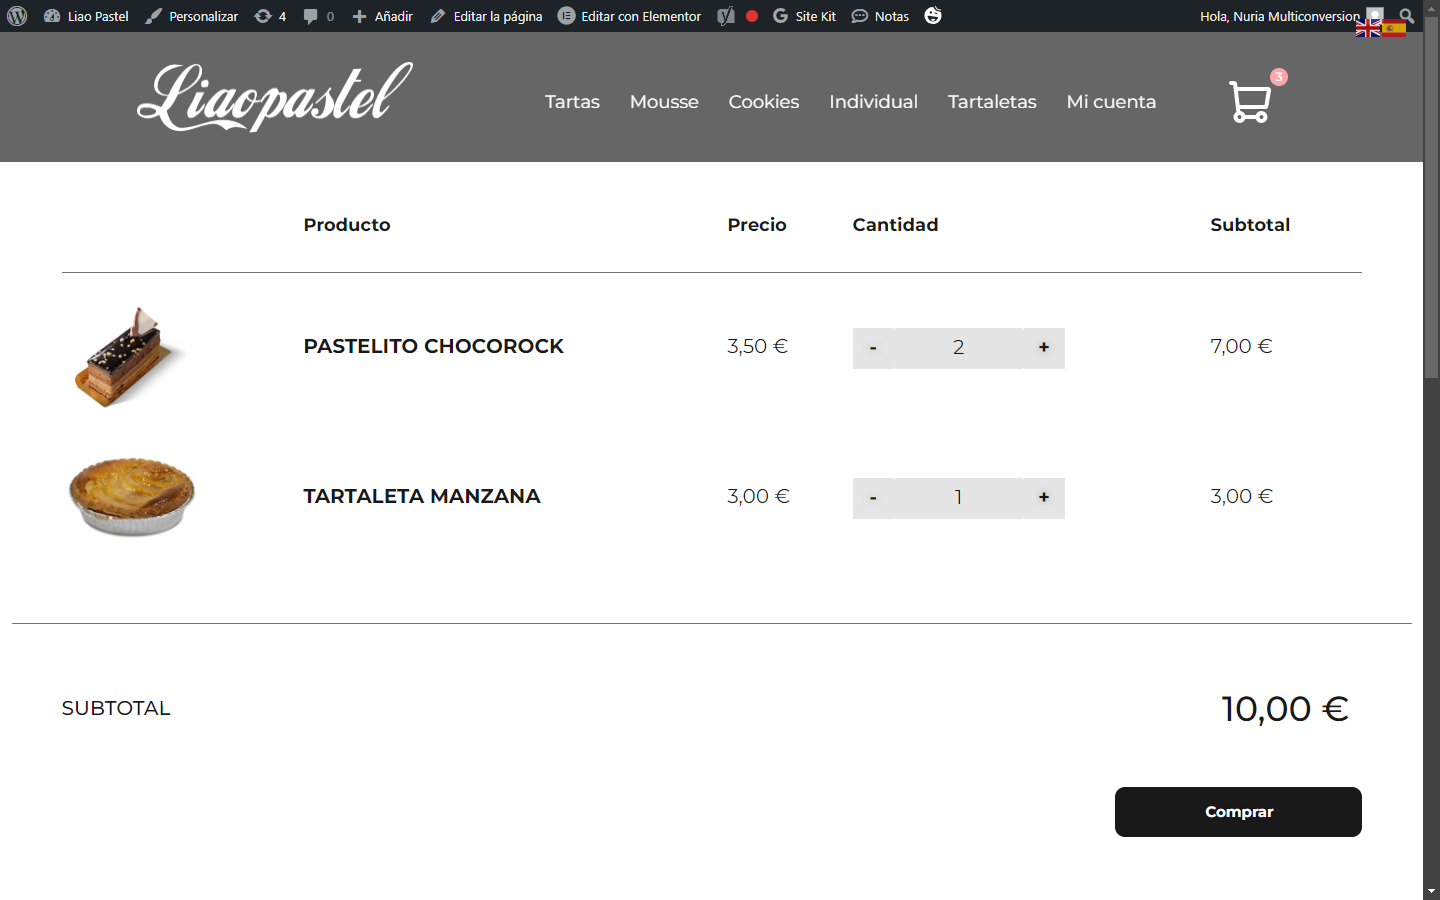 Liao Pastel Personalizar 4 0 Añadir Editar la página Editar con Elementor Site Kit Notas Hola, Nuria Multiconversion
Liaopastel Tartas Mousse Cookies Individual Tartaletas Mi cuenta 3
Producto Precio Cantidad Subtotal
PASTELITO CHOCOROCK 3,50 € - 2 + 7,00 €
TARTALETA MANZANA 3,00 € - 1 + 3,00 €
SUBTOTAL 10,00 €
Comprar